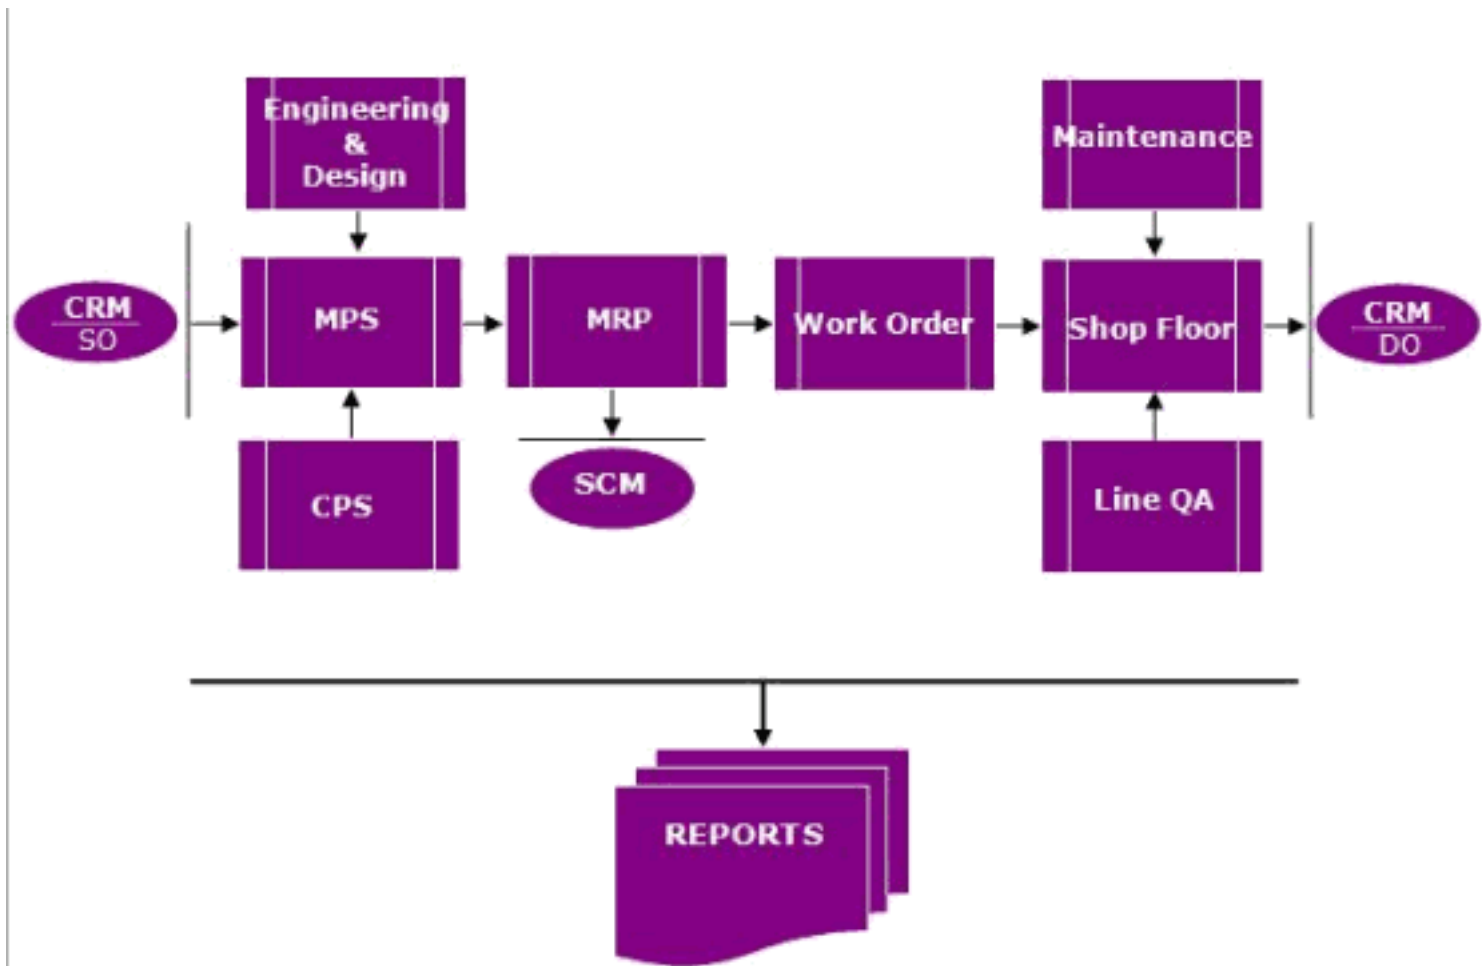 Engineering
&
Design
Maintenance
CRM
SO
MPS
MRP
Work Order
Shop Floor
CRM
DO
CPS
SCM
Line QA
REPORTS